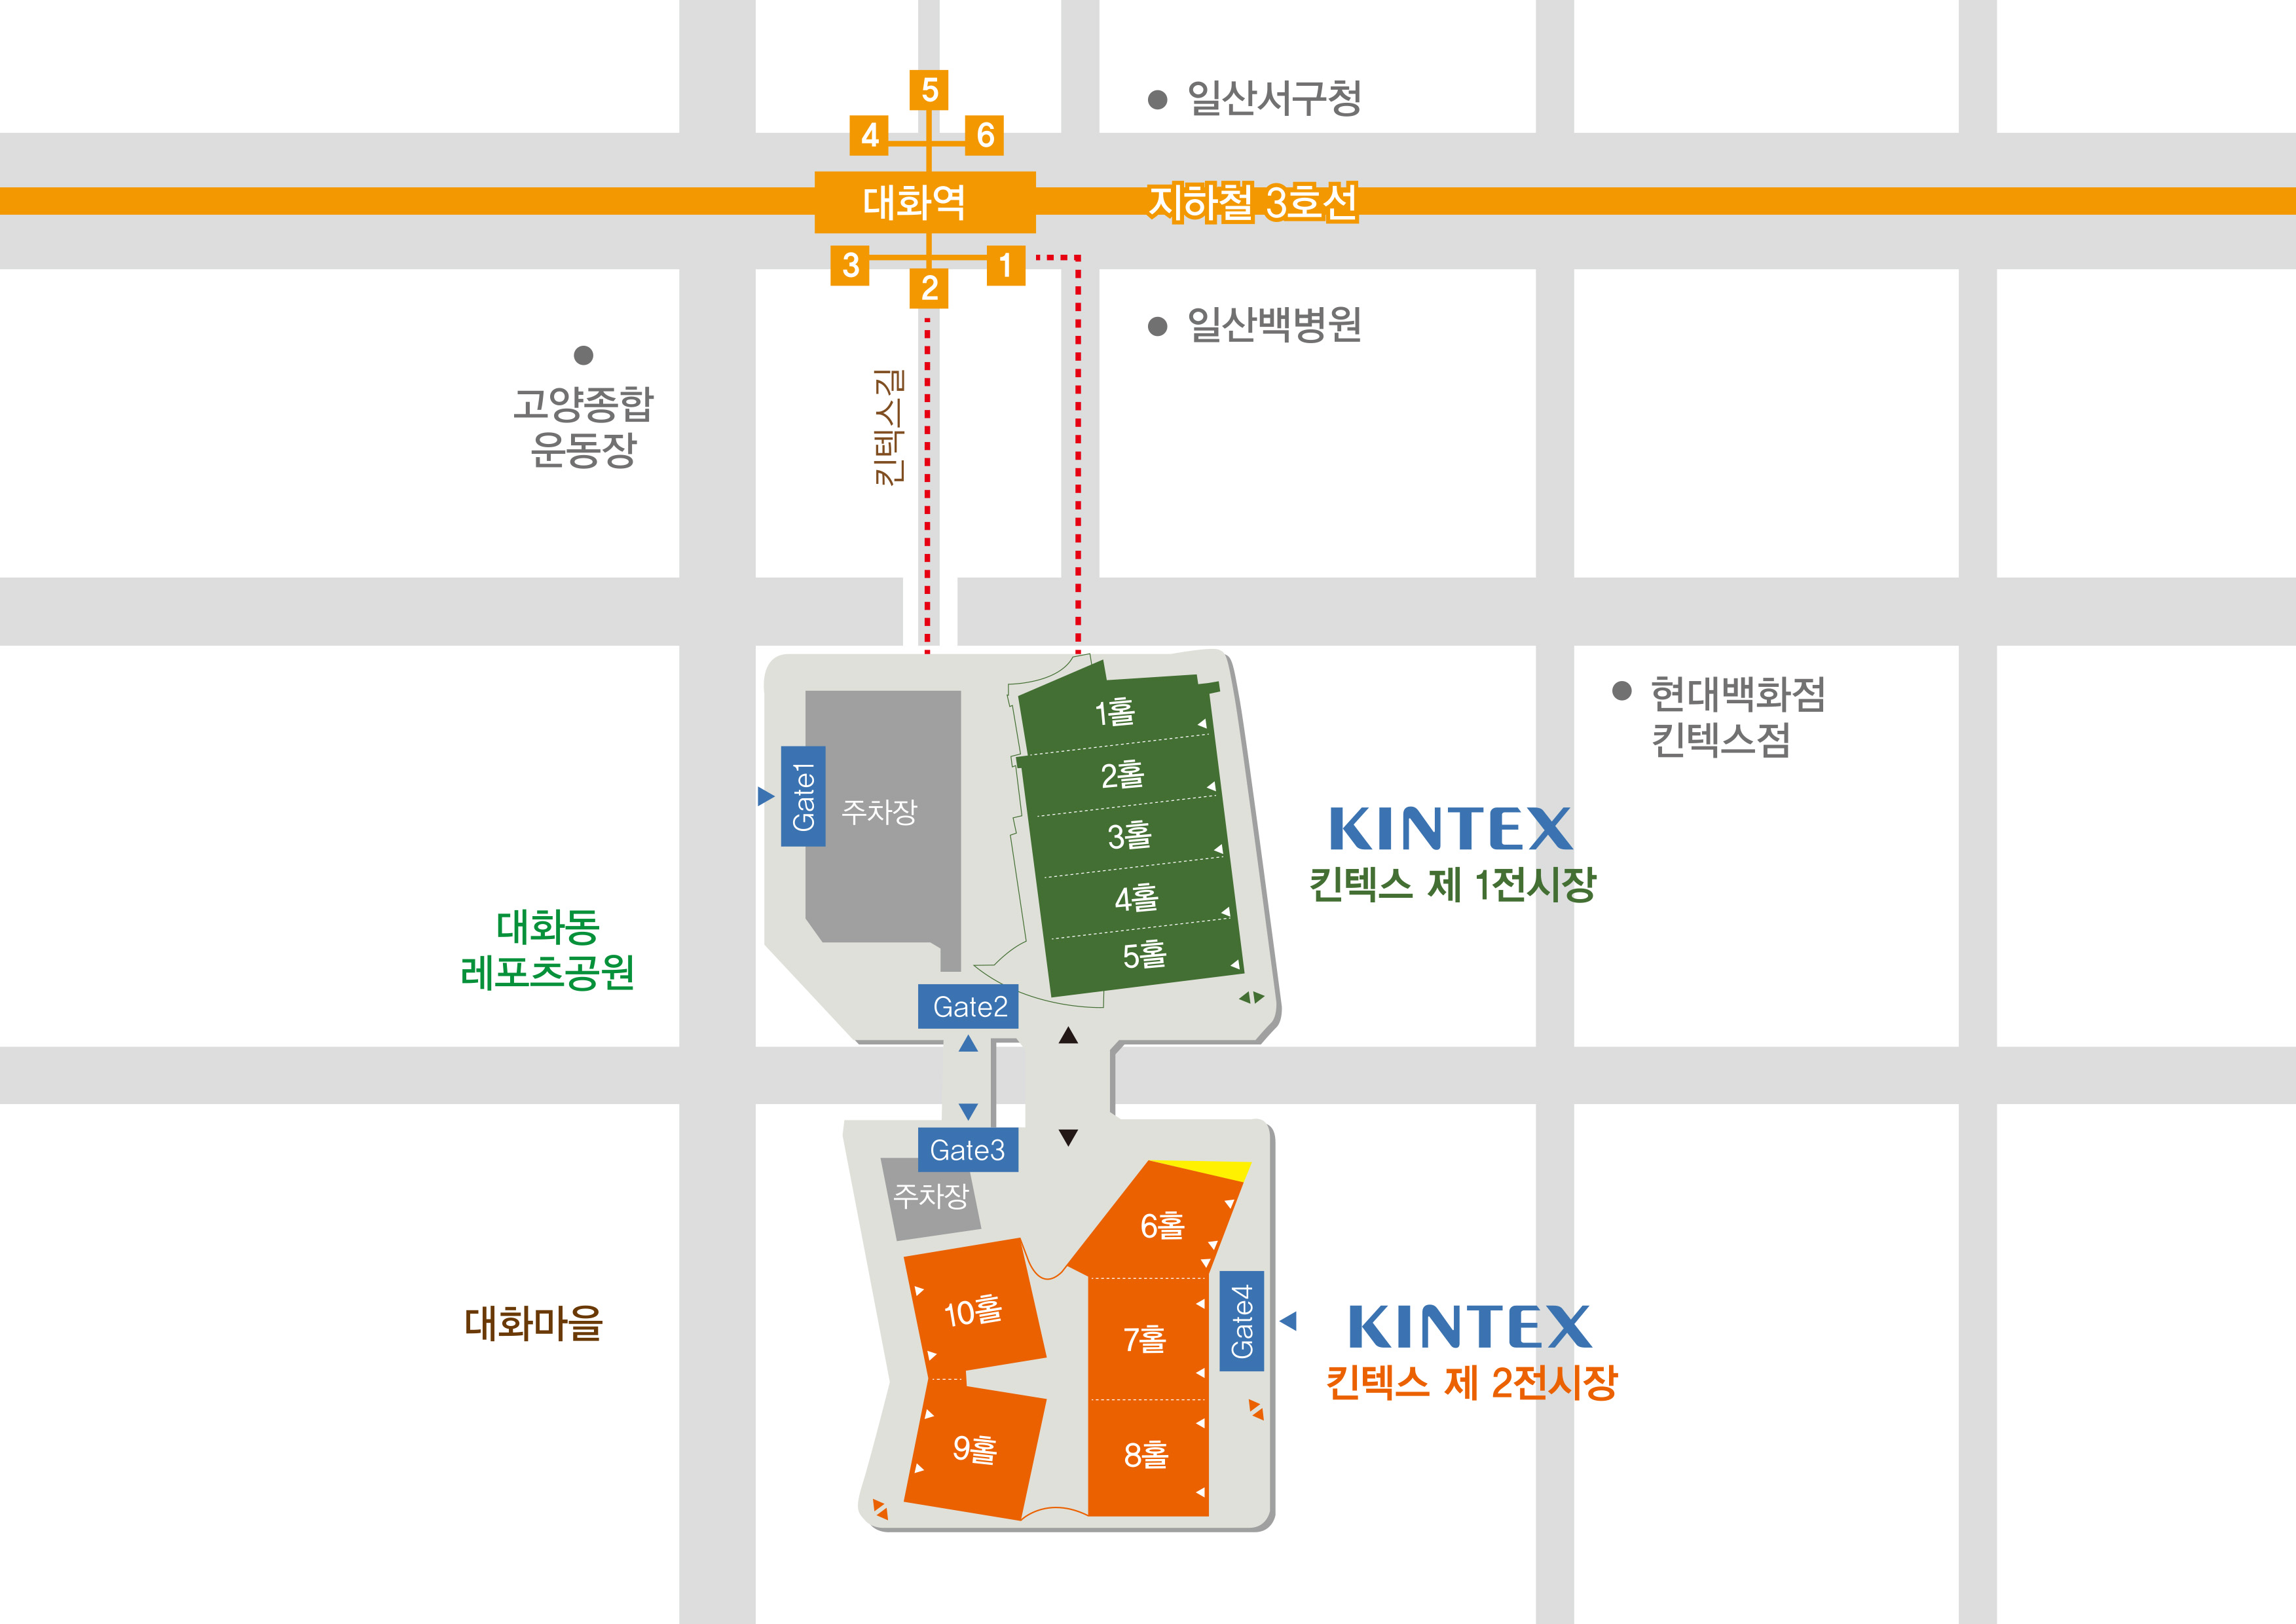 5
일산서구청
4
6
대화역
지하철 3호선
3
1
2
일산백병원
고양종합
운동장
킨텍스길
1홀
현대백화점
킨텍스점
2홀
Gate1
주차장
3홀
KINTEX
킨텍스 제 1전시장
4홀
대화동
레포츠공원
5홀
Gate2
Gate3
주차장
6홀
10홀
7홀
Gate4
대화마을
KINTEX
킨텍스 제 2전시장
9홀
8홀